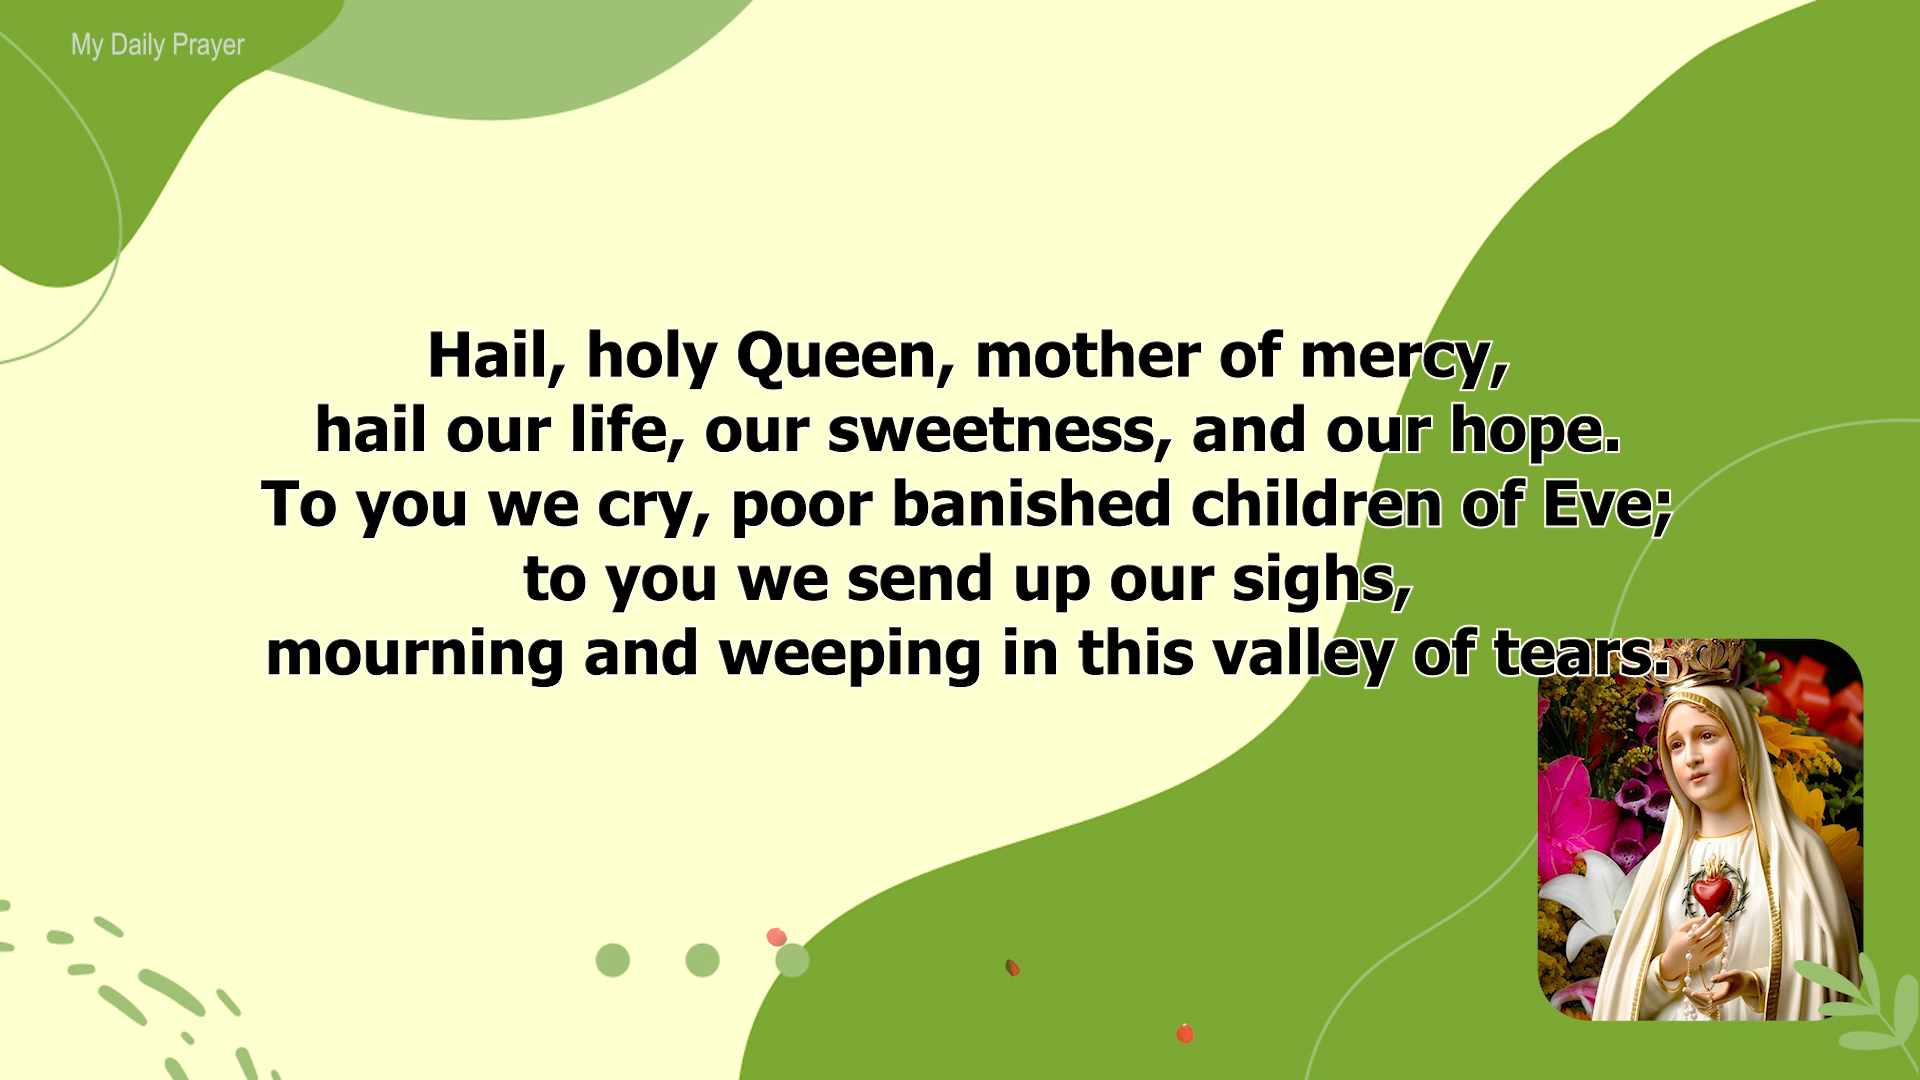 My Daily Prayer
Hail, holy Queen, mother of mercy,
hail our life, our sweetness, and our hope.
To you we cry, poor banished children of Eve;
to you we send up our sighs,
mourning and weeping in this valley of tears.